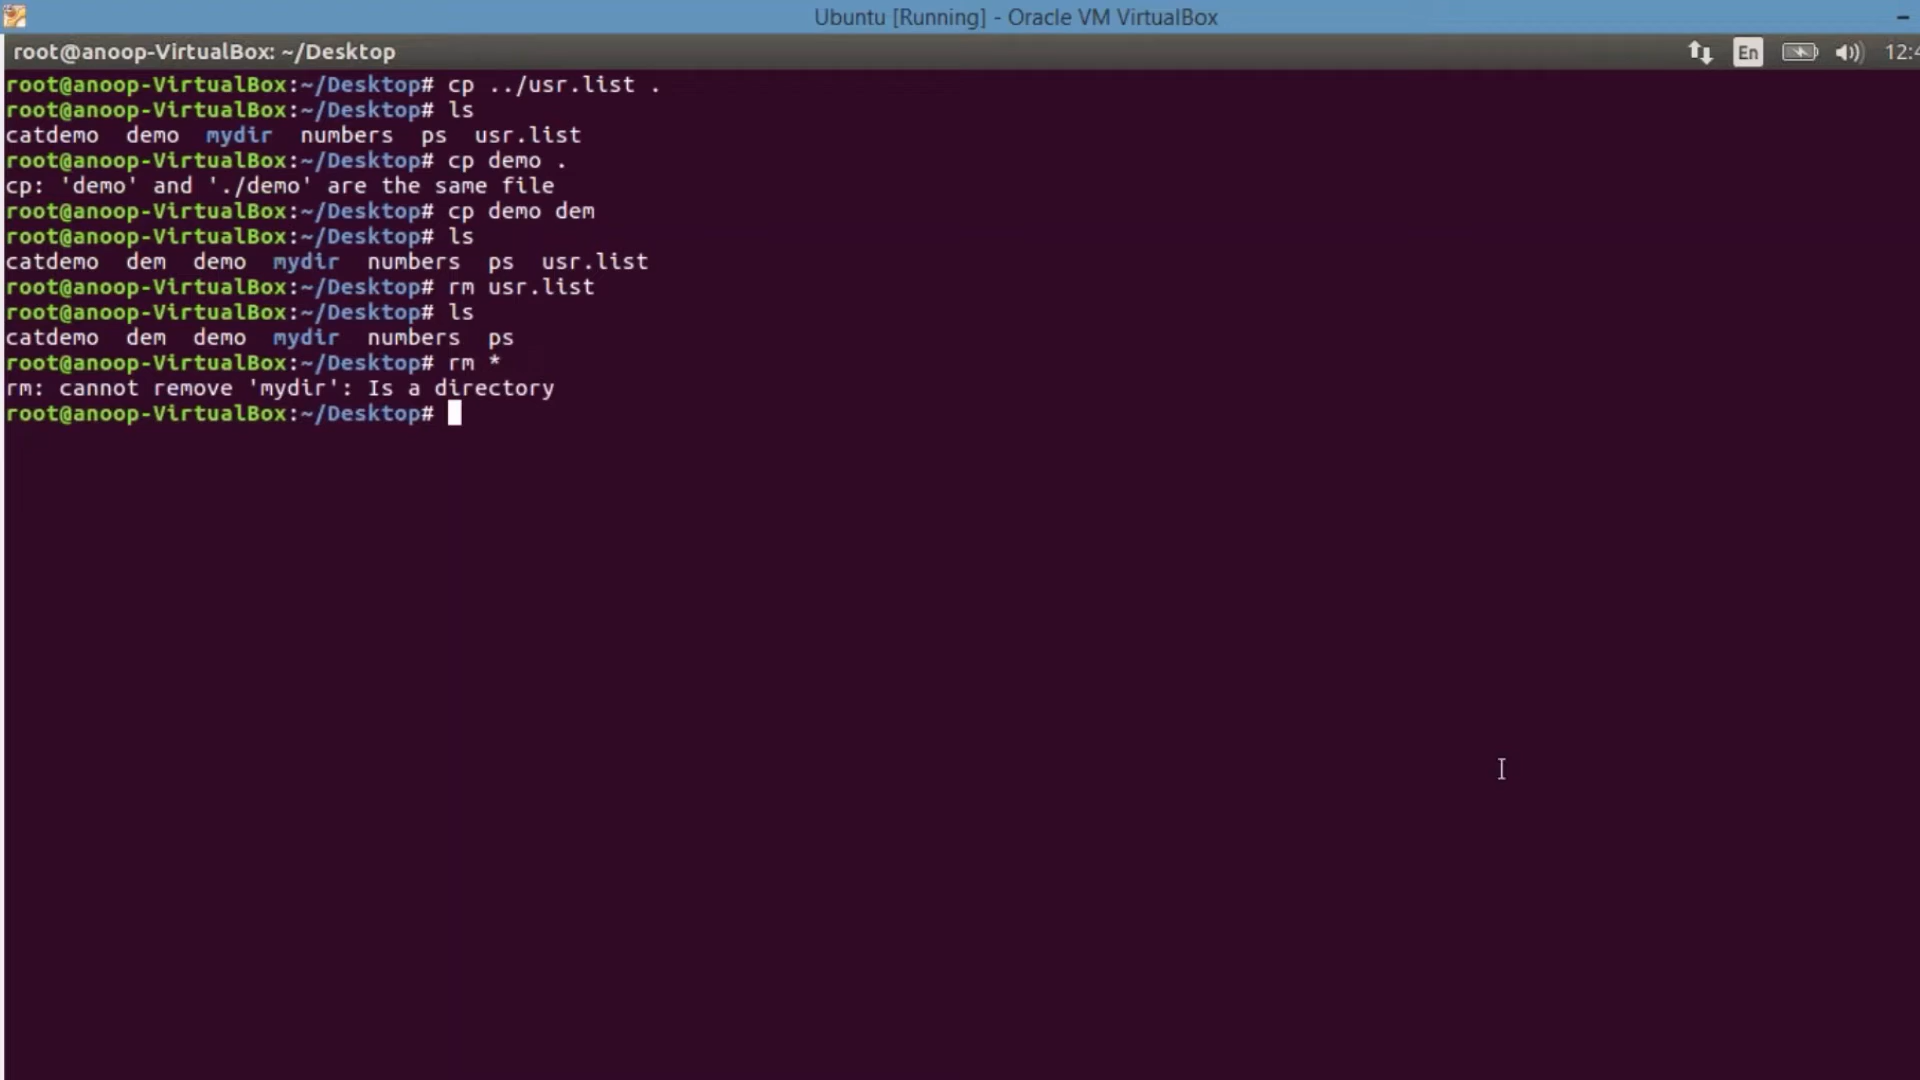 Ubuntu [Running] - Oracle VM VirtualBox
root@anoop-VirtualBox: ~/Desktop
En
12:4
root@anoop-VirtualBox:~/Desktop# cp ../usr.list .
root@anoop-VirtualBox:~/Desktop# ls
catdemo demo mydir numbers ps usr.list
root@anoop-VirtualBox:~/Desktop# cp demo .
cp: 'demo' and './demo' are the same file
root@anoop-VirtualBox:~/Desktop# cp demo dem
root@anoop-VirtualBox:~/Desktop# ls
catdemo dem demo mydir numbers ps usr.list
root@anoop-VirtualBox:~/Desktop# rm usr.list
root@anoop-VirtualBox:~/Desktop# ls
catdemo dem demo mydir numbers ps
root@anoop-VirtualBox:~/Desktop# rm *
rm: cannot remove 'mydir': Is a directory
root@anoop-VirtualBox:~/Desktop#